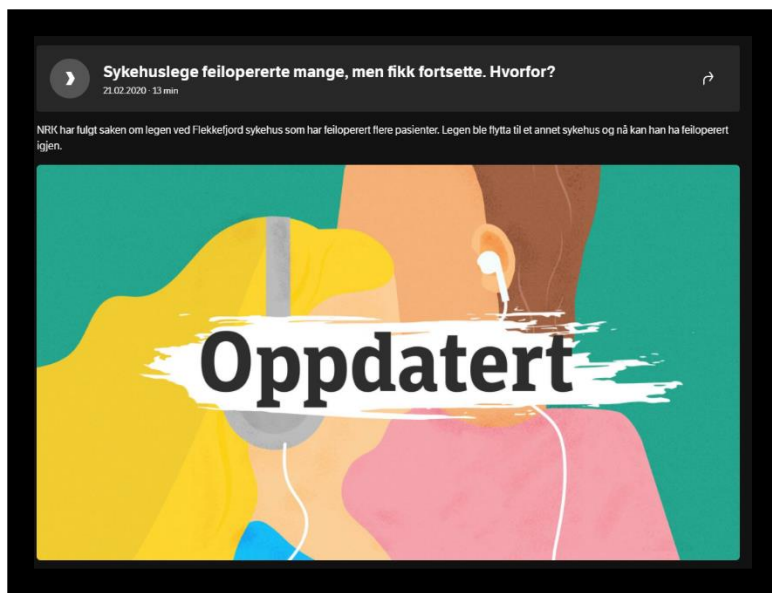 Sykehuslege feilopererte mange, men fikk fortsette. Hvorfor?
21.02.2020 · 13 min
NRK har fulgt saken om legen ved Flekkefjord sykehus som har feiloperert flere pasienter. Legen ble flytta til et annet sykehus og nå kan han ha feiloperert
igjen.
Oppdatert